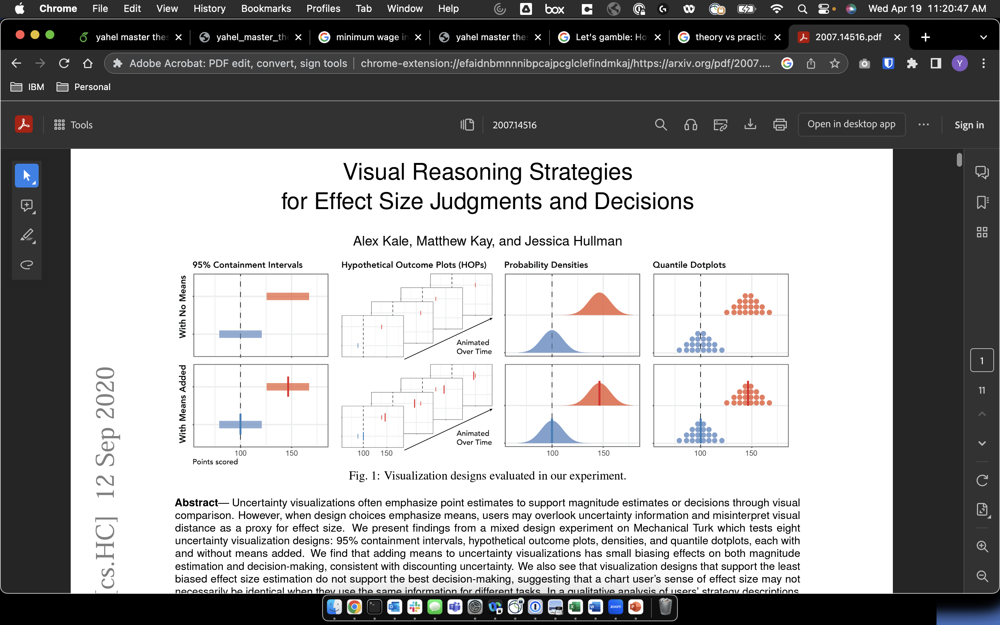 Chrome File Edit View History Bookmarks Profiles Tab Window Help box Wed Apr 19 11:20:47 AM
yahel master thes yahel_master_th minimum wage in yahel master thes Let's gamble: Ho theory vs practic 2007.14516.pdf
Adobe Acrobat: PDF edit, convert, sign tools chrome-extension://efaidnbmnnnibpcajpcglclefindmkaj/https://arxiv.org/pdf/2007.... Y
IBM Personal
Tools 2007.14516 Open in desktop app Sign in
Visual Reasoning Strategies
for Effect Size Judgments and Decisions
Alex Kale, Matthew Kay, and Jessica Hullman
95% Containment Intervals Hypothetical Outcome Plots (HOPs) Probability Densities Quantile Dotplots
With No Means
Animated
Over Time
With Means Added
Animated
Over Time
100 150 100 150 100 150 100 150
Points scored
Fig. 1: Visualization designs evaluated in our experiment.
Abstract— Uncertainty visualizations often emphasize point estimates to support magnitude estimates or decisions through visual
comparison. However, when design choices emphasize means, users may overlook uncertainty information and misinterpret visual
distance as a proxy for effect size. We present findings from a mixed design experiment on Mechanical Turk which tests eight
uncertainty visualization designs: 95% containment intervals, hypothetical outcome plots, densities, and quantile dotplots, each with
and without means added. We find that adding means to uncertainty visualizations has small biasing effects on both magnitude
estimation and decision-making, consistent with discounting uncertainty. We also see that visualization designs that support the least
biased effect size estimation do not support the best decision-making, suggesting that a chart user's sense of effect size may not
necessarily be identical when they use the same information for different tasks. In a qualitative analysis of users' strategy descriptions,
[cs.HC] 12 Sep 2020
1
11
zoom